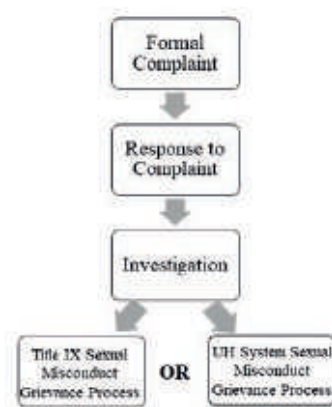 Formal
Complaint
Response to
Complaint
Investigation
Title IX Sexual
Misconduct
Grievance Process
OR
UH System Sexual
Misconduct
Grievance Process